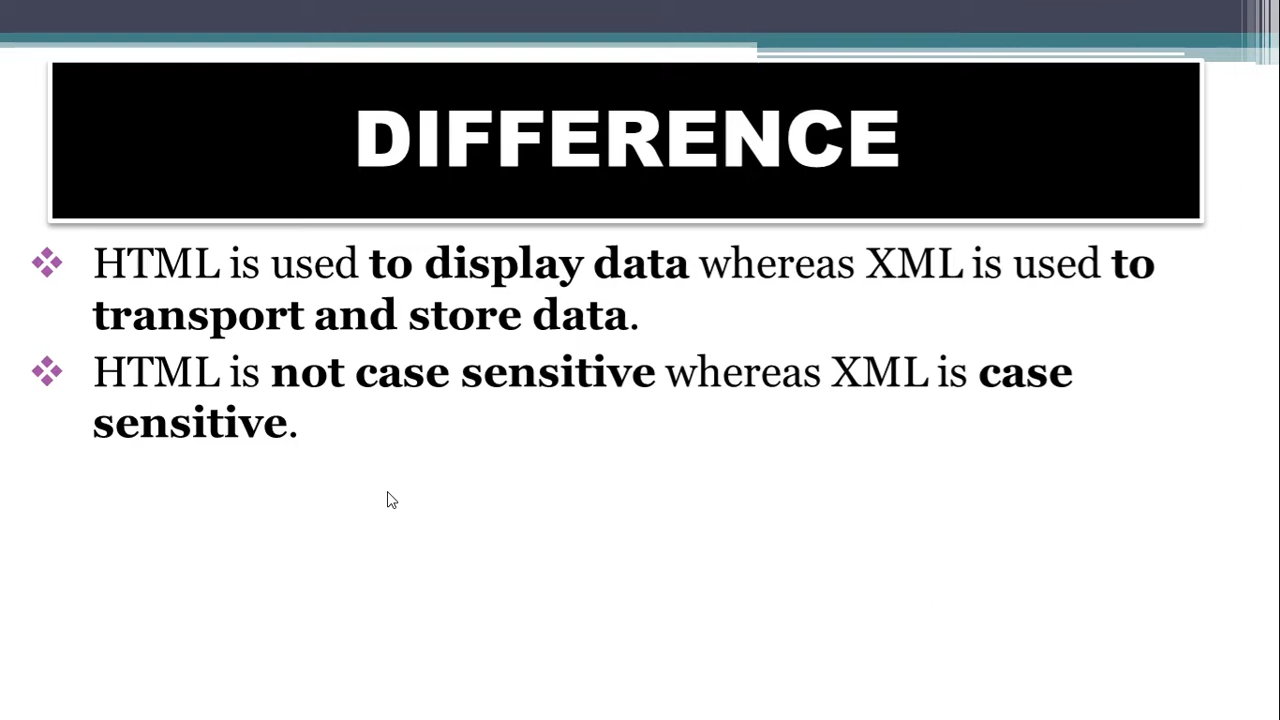 DIFFERENCE
HTML is used to display data whereas XML is used to
transport and store data.
HTML is not case sensitive whereas XML is case
sensitive.